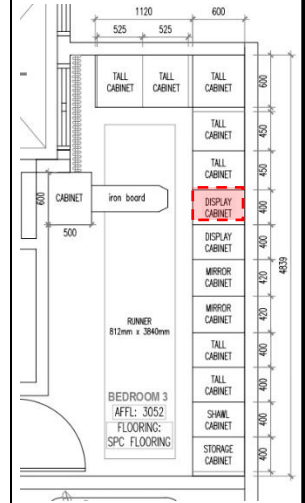 1120
600
525
525
TALL
CABINET
TALL
CABINET
TALL
CABINET
600
TALL
CABINET
450
TALL
CABINET
450
600
CABINET
iron board
500
DISPLAY
CABINET
400
DISPLAY
CABINET
400
4839
MIRROR
CABINET
420
MIRROR
CABINET
420
RUNNER
812mm x 3840mm
TALL
CABINET
400
TALL
CABINET
400
BEDROOM 3
AFFL: 3052
FLOORING:
SPC FLOORING
SHAWL
CABINET
400
STORAGE
CABINET
400